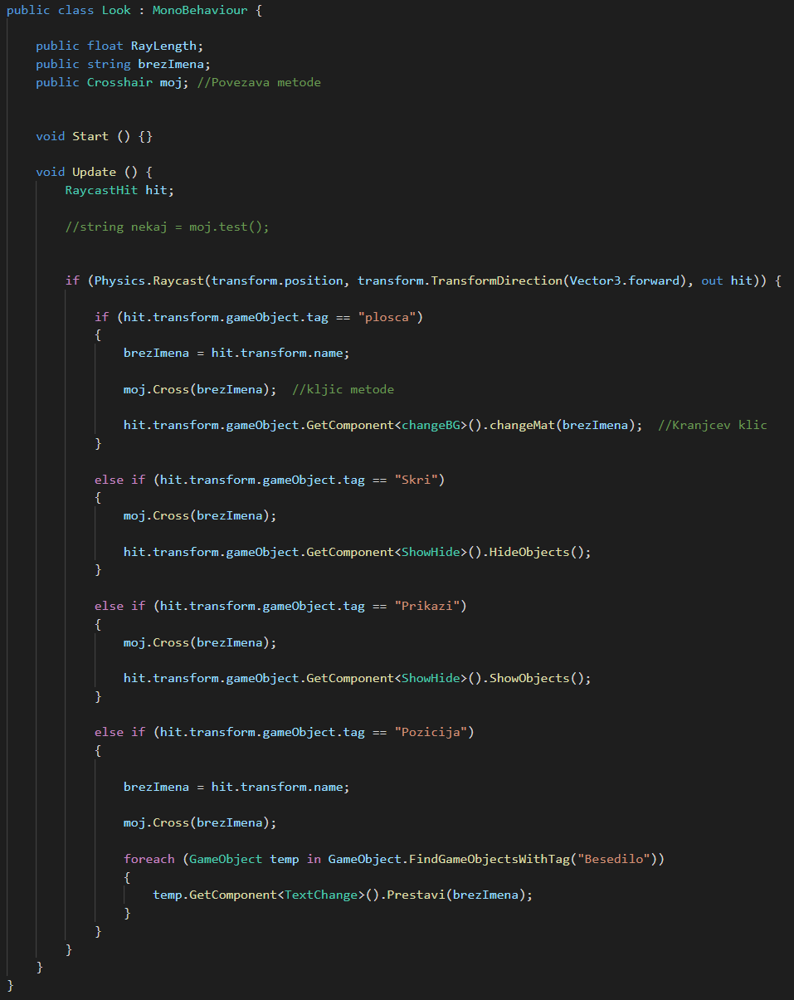 public class Look : MonoBehaviour {
public float RayLength;
public string brezImena;
public Crosshair moj; //Povezava metode
void Start () {}
void Update () {
RaycastHit hit;
//string nekaj = moj.test();
if (Physics.Raycast(transform.position, transform.TransformDirection(Vector3.forward), out hit)) {
if (hit.transform.gameObject.tag == "plosca")
{
brezImena = hit.transform.name;
moj.Cross(brezImena);  //kljic metode
hit.transform.gameObject.GetComponent<changeBG>().changeMat(brezImena);  //Kranjcev klic
}
else if (hit.transform.gameObject.tag == "Skri")
{
moj.Cross(brezImena);
hit.transform.gameObject.GetComponent<ShowHide>().HideObjects();
}
else if (hit.transform.gameObject.tag == "Prikazi")
{
moj.Cross(brezImena);
hit.transform.gameObject.GetComponent<ShowHide>().ShowObjects();
}
else if (hit.transform.gameObject.tag == "Pozicija")
{
brezImena = hit.transform.name;
moj.Cross(brezImena);
foreach (GameObject temp in GameObject.FindGameObjectsWithTag("Besedilo"))
{
temp.GetComponent<TextChange>().Prestavi(brezImena);
}
}
}
}
}